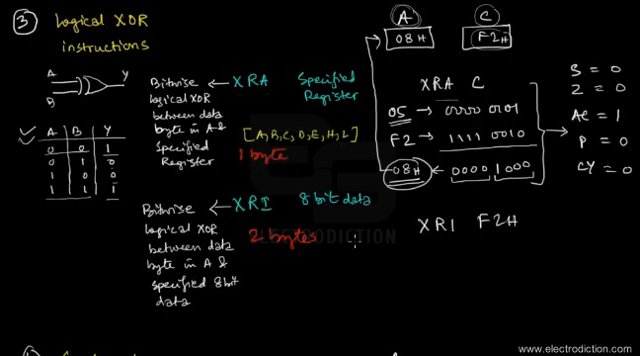 ③ Logical XOR
instructions
A
B
Y
A B Y
0 0 1
0 1 0
1 0 0
1 1 1
Bitwise ← XRA Specified
Register
logical XOR
between data
byte in A &
specified
Register
[A, B, C, D, E, H, L]
1 byte
Bitwise ← XRI 8 bit data
logical XOR
between data
byte in A &
specified 8 bit
data
2 bytes
A C
08H F2H
XRA C
05 → 0000 0101
F2 → 1111 0010
08H ← 0000 1000
S = 0
Z = 0
AC = 1
P = 0
CY = 0
XRI F2H
ELECTRODICTION
www.electrodiction.com